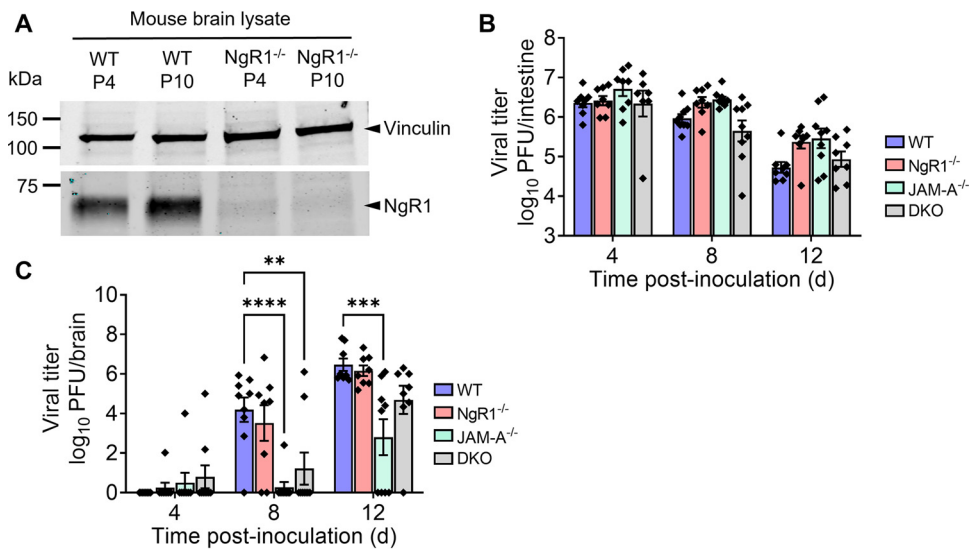 A
Mouse brain lysate
WT WT NgR1-/- NgR1-/-
kDa P4 P10 P4 P10
150
100
Vinculin
75
NgR1
B
Viral titer
log10 PFU/intestine
7
6
5
4
3
4 8 12
Time post-inoculation (d)
WT
NgR1-/-
JAM-A-/-
DKO
C
Viral titer
log10 PFU/brain
10
8
6
4
2
0
**
****
***
4 8 12
Time post-inoculation (d)
WT
NgR1-/-
JAM-A-/-
DKO